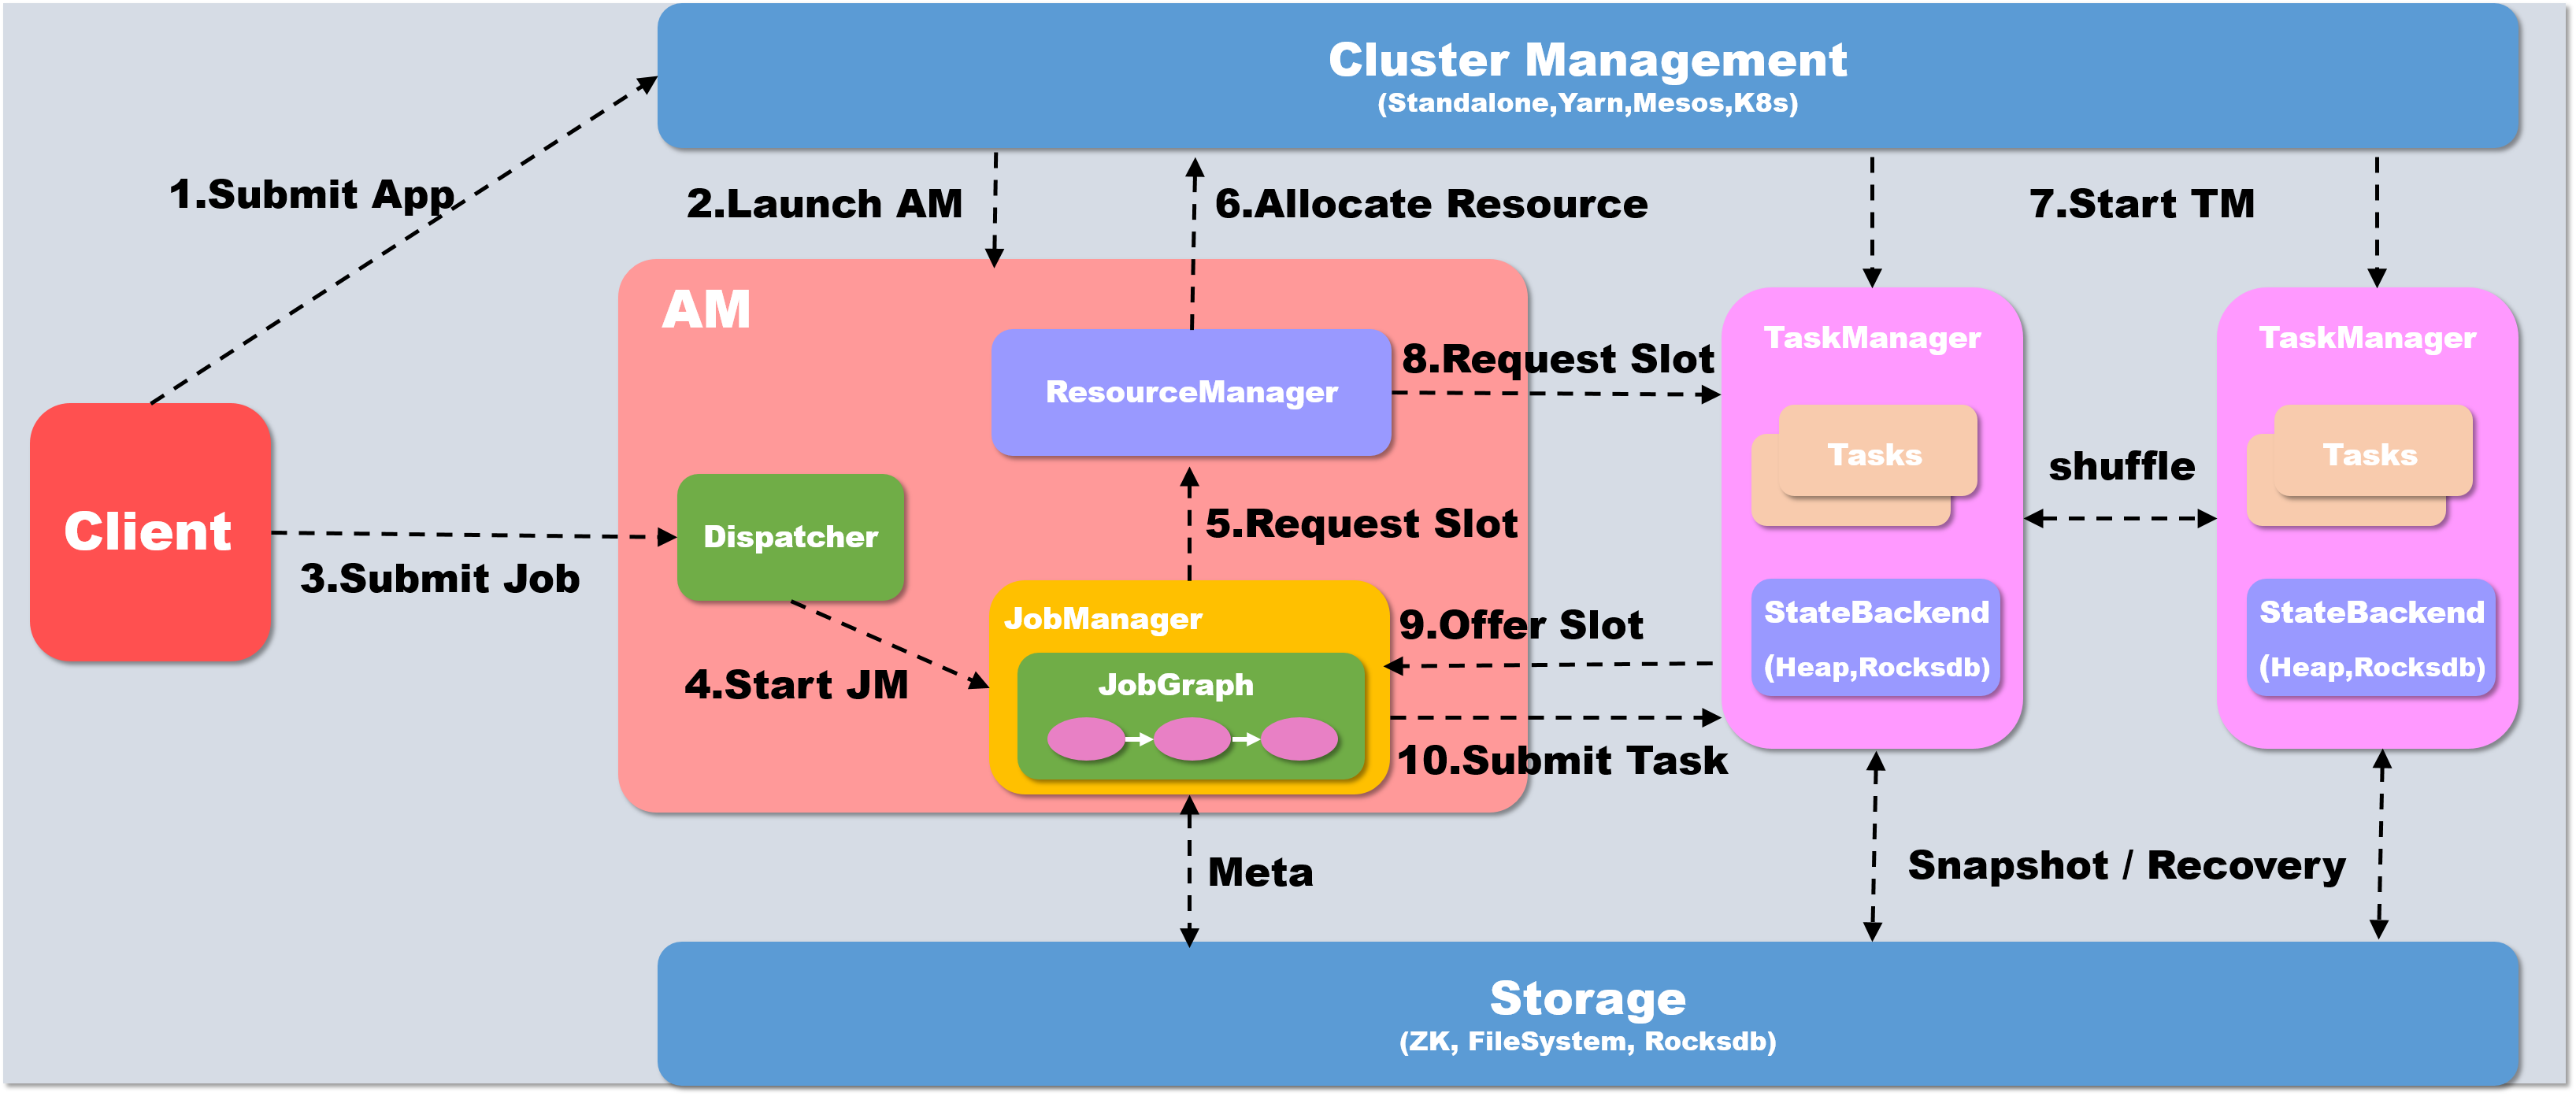 Cluster Management
(Standalone,Yarn,Mesos,K8s)
1.Submit App
2.Launch AM
6.Allocate Resource
7.Start TM
AM
ResourceManager
8.Request Slot
TaskManager
TaskManager
Tasks
Tasks
shuffle
Client
Dispatcher
3.Submit Job
5.Request Slot
JobManager
9.Offer Slot
StateBackend
(Heap,Rocksdb)
StateBackend
(Heap,Rocksdb)
4.Start JM
JobGraph
10.Submit Task
Meta
Snapshot / Recovery
Storage
(ZK, FileSystem, Rocksdb)